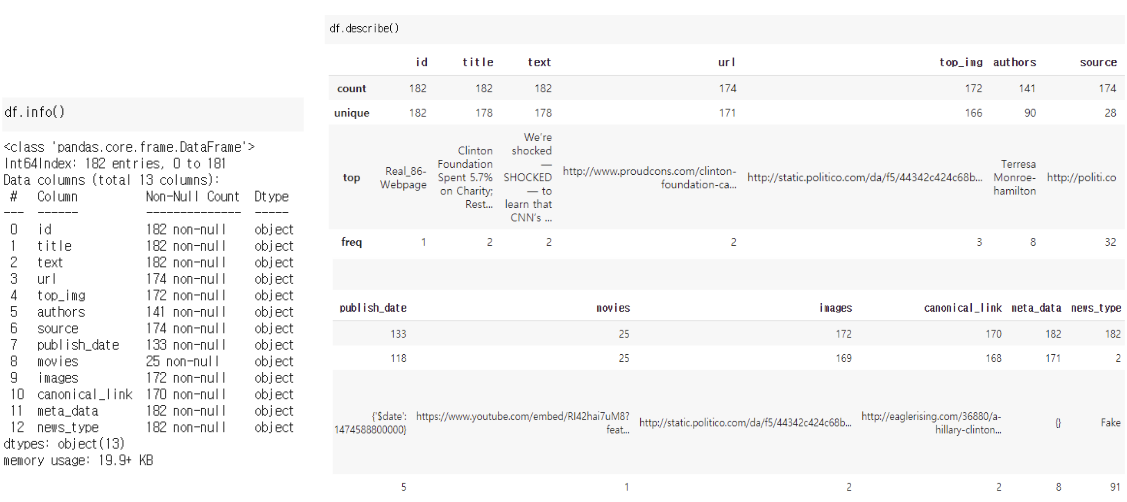 df.info()
<class 'pandas.core.frame.DataFrame'>
Int64Index: 182 entries, 0 to 181
Data columns (total 13 columns):
# Column Non-Null Count Dtype
--- ------ -------------- -----
0 id 182 non-null object
1 title 182 non-null object
2 text 182 non-null object
3 url 174 non-null object
4 top_img 172 non-null object
5 authors 141 non-null object
6 source 174 non-null object
7 publish_date 133 non-null object
8 movies 25 non-null object
9 images 172 non-null object
10 canonical_link 170 non-null object
11 meta_data 182 non-null object
12 news_type 182 non-null object
dtypes: object(13)
memory usage: 19.9+ KB
df.describe()
id title text url top_img authors source
count 182 182 182 174 172 141 174
unique 182 178 178 171 166 90 28
top
Real_86-
Webpage
Clinton
Foundation
Spent 5.7%
on Charity;
Rest...
We're
shocked
—
SHOCKED
— to
learn that
CNN's ...
http://www.proudcons.com/clinton-
foundation-ca...
http://static.politico.com/da/f5/44342c424c68b...
Terresa
Monroe-
hamilton
http://politi.co
freq 1 2 2 2 3 8 32
publish_date movies images canonical_link meta_data news_type
133 25 172 170 182 182
118 25 169 168 171 2
{'$date':
1474588800000}
https://www.youtube.com/embed/RI42hai7uM8?
feat...
http://static.politico.com/da/f5/44342c424c68b...
http://eaglerising.com/36880/a-
hillary-clinton...
{}
Fake
5 1 2 2 8 91